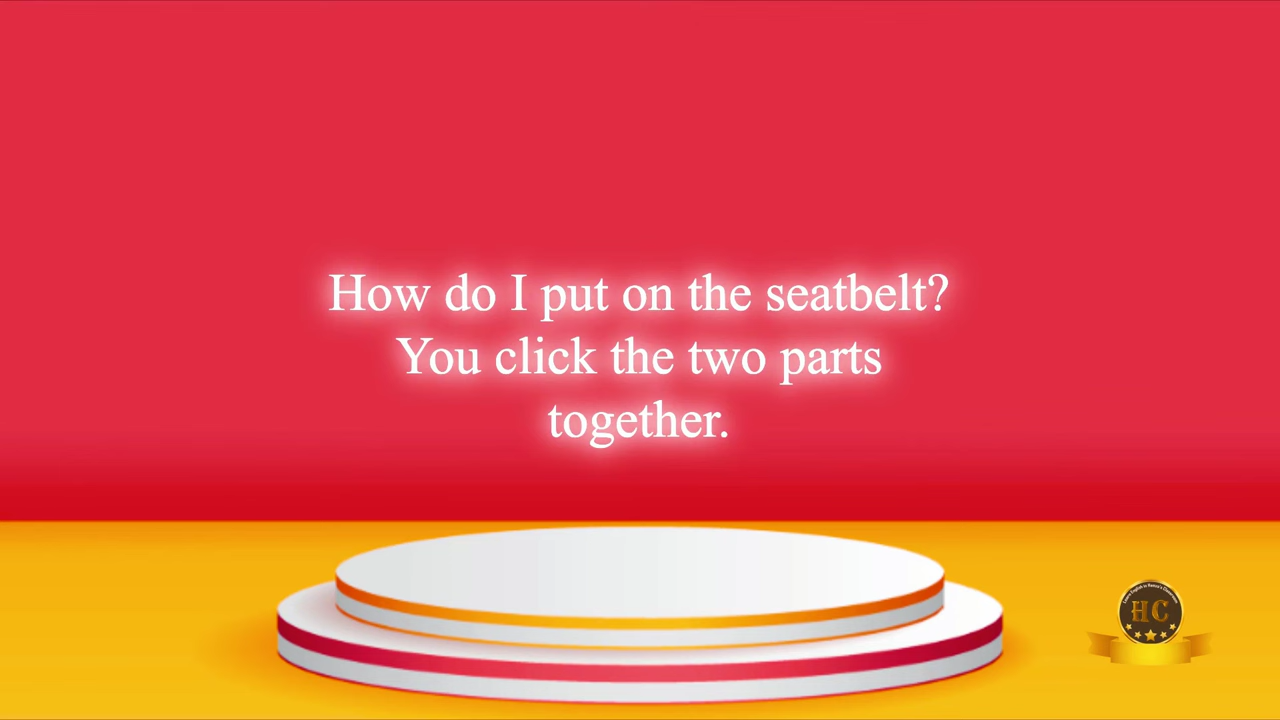 How do I put on the seatbelt?
You click the two parts
together.
HC